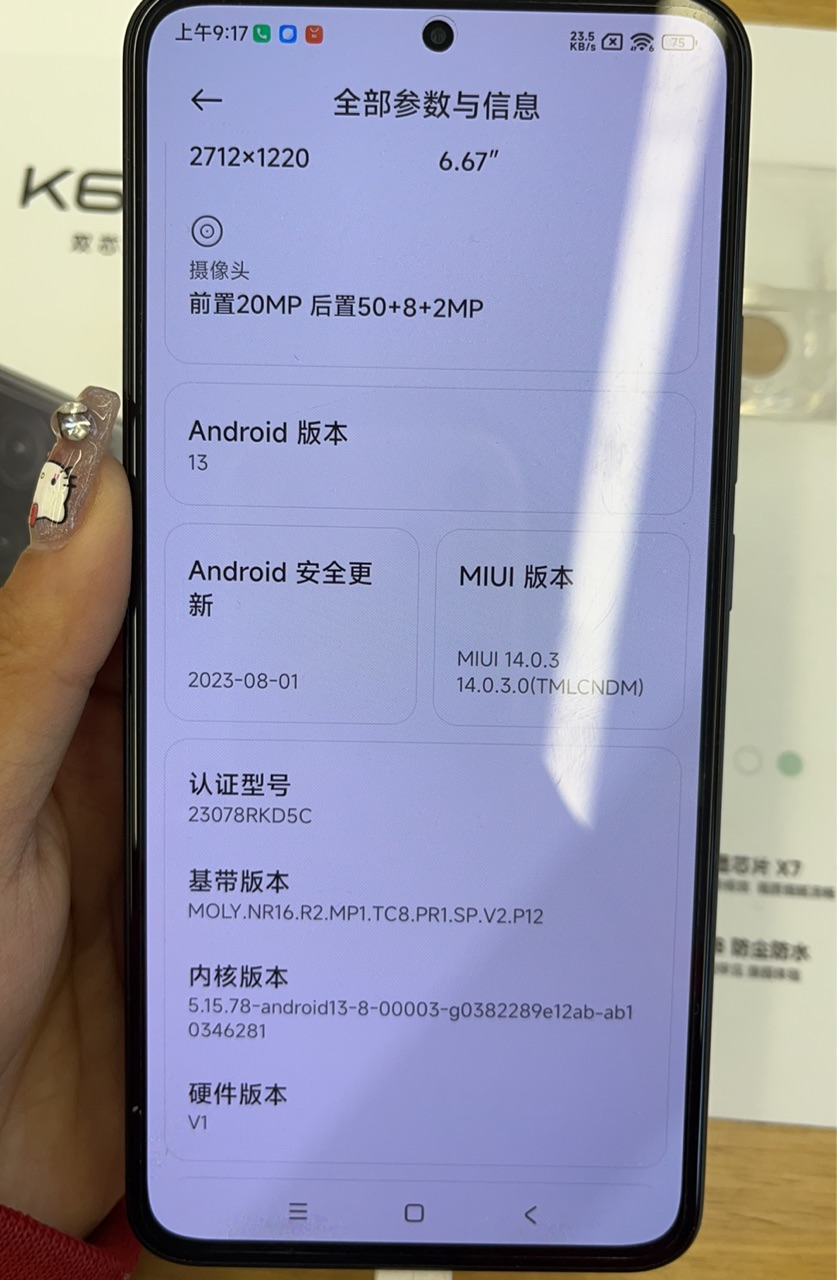 上午9:17
23.5
KB/s
75
全部参数与信息
2712×1220
6.67″
K6
摄像头
前置20MP 后置50+8+2MP
Android 版本
13
Android 安全更
新
2023-08-01
MIUI 版本
MIUI 14.0.3
14.0.3.0(TMLCNDM)
认证型号
23078RKD5C
基带版本
MOLY.NR16.R2.MP1.TC8.PR1.SP.V2.P12
内核版本
5.15.78-android13-8-00003-g0382289e12ab-ab1
0346281
硬件版本
V1
芯片 X7
防尘防水